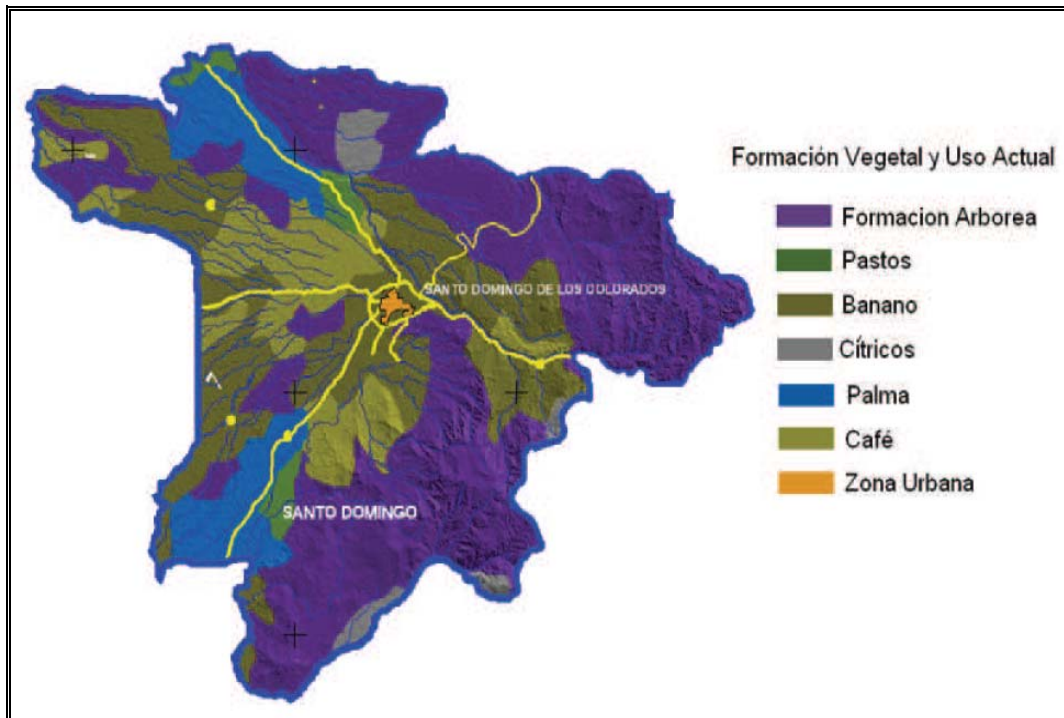 Formación Vegetal y Uso Actual
Formacion Arborea
Pastos
Banano
Cítricos
Palma
Café
Zona Urbana
SANTO DOMINGO DE LOS COLORADOS
SANTO DOMINGO